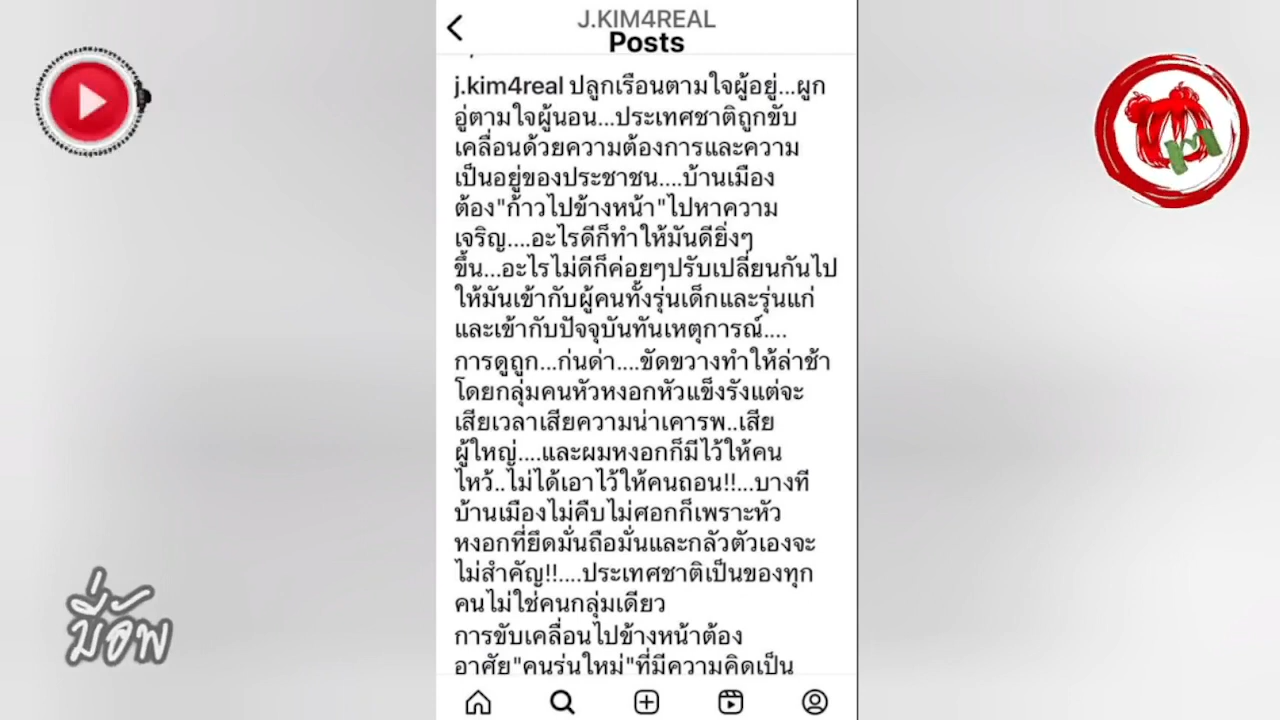 J.KIM4REAL
Posts
j.kim4real ปลูกเรือนตามใจผู้อยู่...ผูก
อู่ตามใจผู้นอน...ประเทศชาติถูกขับ
เคลื่อนด้วยความต้องการและความ
เป็นอยู่ของประชาชน....บ้านเมือง
ต้อง"ก้าวไปข้างหน้า"ไปหาความ
เจริญ....อะไรดีก็ทำให้มันดียิ่งๆ
ขึ้น...อะไรไม่ดีก็ค่อยๆปรับเปลี่ยนกันไป
ให้มันเข้ากับผู้คนทั้งรุ่นเด็กและรุ่นแก่
และเข้ากับปัจจุบันทันเหตุการณ์....
การดูถูก...ก่นด่า....ขัดขวางทำให้ล่าช้า
โดยกลุ่มคนหัวหงอกหัวแข็งรังแต่จะ
เสียเวลาเสียความน่าเคารพ..เสีย
ผู้ใหญ่....และผมหงอกก็มีไว้ให้คน
ไหว้..ไม่ได้เอาไว้ให้คนถอน!!...บางที
บ้านเมืองไม่คืบไม่ศอกก็เพราะหัว
หงอกที่ยึดมั่นถือมั่นและกลัวตัวเองจะ
ไม่สำคัญ!!....ประเทศชาติเป็นของทุก
คนไม่ใช่คนกลุ่มเดียว
การขับเคลื่อนไปข้างหน้าต้อง
อาศัย"คนรุ่นใหม่"ที่มีความคิดเป็น
มี่อัพ